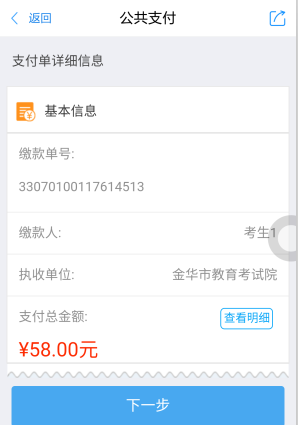 返回 公共支付
支付单详细信息
基本信息
缴款单号:
33070100117614513
缴款人: 考生1
执收单位: 金华市教育考试院
支付总金额: 查看明细
¥58.00元
下一步